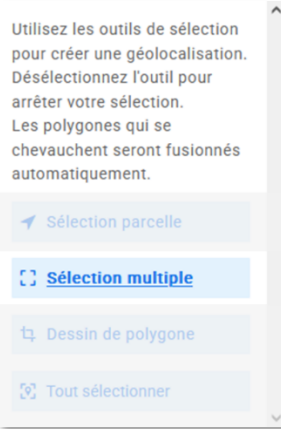 Utilisez les outils de sélection
pour créer une géolocalisation.
Désélectionnez l'outil pour
arrêter votre sélection.
Les polygones qui se
chevauchent seront fusionnés
automatiquement.
Sélection parcelle
Sélection multiple
Dessin de polygone
Tout sélectionner